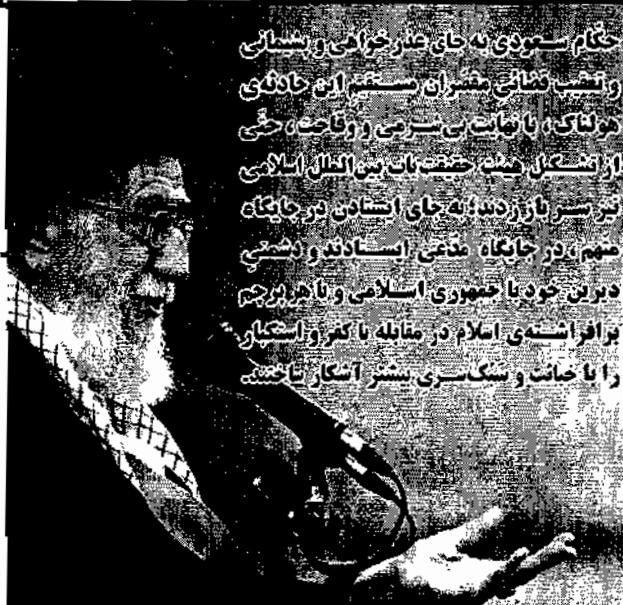 حکام سعودی به جای عذرخواهی و پشیمانی
و تعقیب قضائی مقصران مستقیم این حادثه‌ی
هولناک، با نهایت بی‌شرمی و وقاحت، حتّی
از تشکیل هیئت حقیقت‌یاب بین‌المللی اسلامی
نیز سر باز زدند؛ به جای ایستادن در جایگاه
متهم، در جایگاه مدعی ایستادند و دشمنی
دیرین خود با جمهوری اسلامی و با هر پرچم
برافراشته‌ی اسلام در مقابله با کفر و استکبار
را با خباثت و سبک‌سری بیشتر آشکار ساختند.